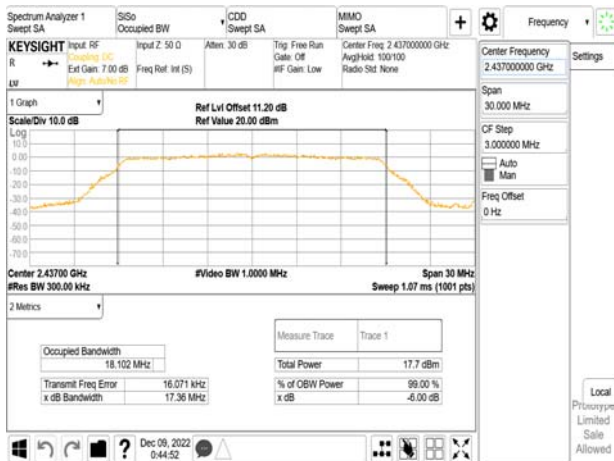 Spectrum Analyzer 1
Swept SA
SiSo
Occupied BW
CDD
Swept SA
MIMO
Swept SA
Frequency
KEYSIGHT
R
Input: RF
Coupling: DC
Ext Gain: 7.00 dB
Align: Auto/No RF
Input Z: 50 Ω
Freq Ref: Int (S)
Atten: 30 dB
Trig: Free Run
Gate: Off
#IF Gain: Low
Center Freq: 2.437000000 GHz
Avg|Hold: 100/100
Radio Std: None
Center Frequency
2.437000000 GHz
Settings
Span
30.000 MHz
CF Step
3.000000 MHz
Auto
Man
Freq Offset
0 Hz
1 Graph
Scale/Div 10.0 dB
Ref Lvl Offset 11.20 dB
Ref Value 20.00 dBm
Log
10.0
0.00
-10.0
-20.0
-30.0
-40.0
-50.0
-60.0
-70.0
Center 2.43700 GHz
#Res BW 300.00 kHz
#Video BW 1.0000 MHz
Span 30 MHz
Sweep 1.07 ms (1001 pts)
2 Metrics
Measure Trace
Trace 1
Occupied Bandwidth
18.102 MHz
Total Power
17.7 dBm
Transmit Freq Error
16.071 kHz
% of OBW Power
99.00 %
x dB Bandwidth
17.36 MHz
x dB
-6.00 dB
Local
Prototype
Limited
Sale
Allowed
?
Dec 09, 2022
0:44:52